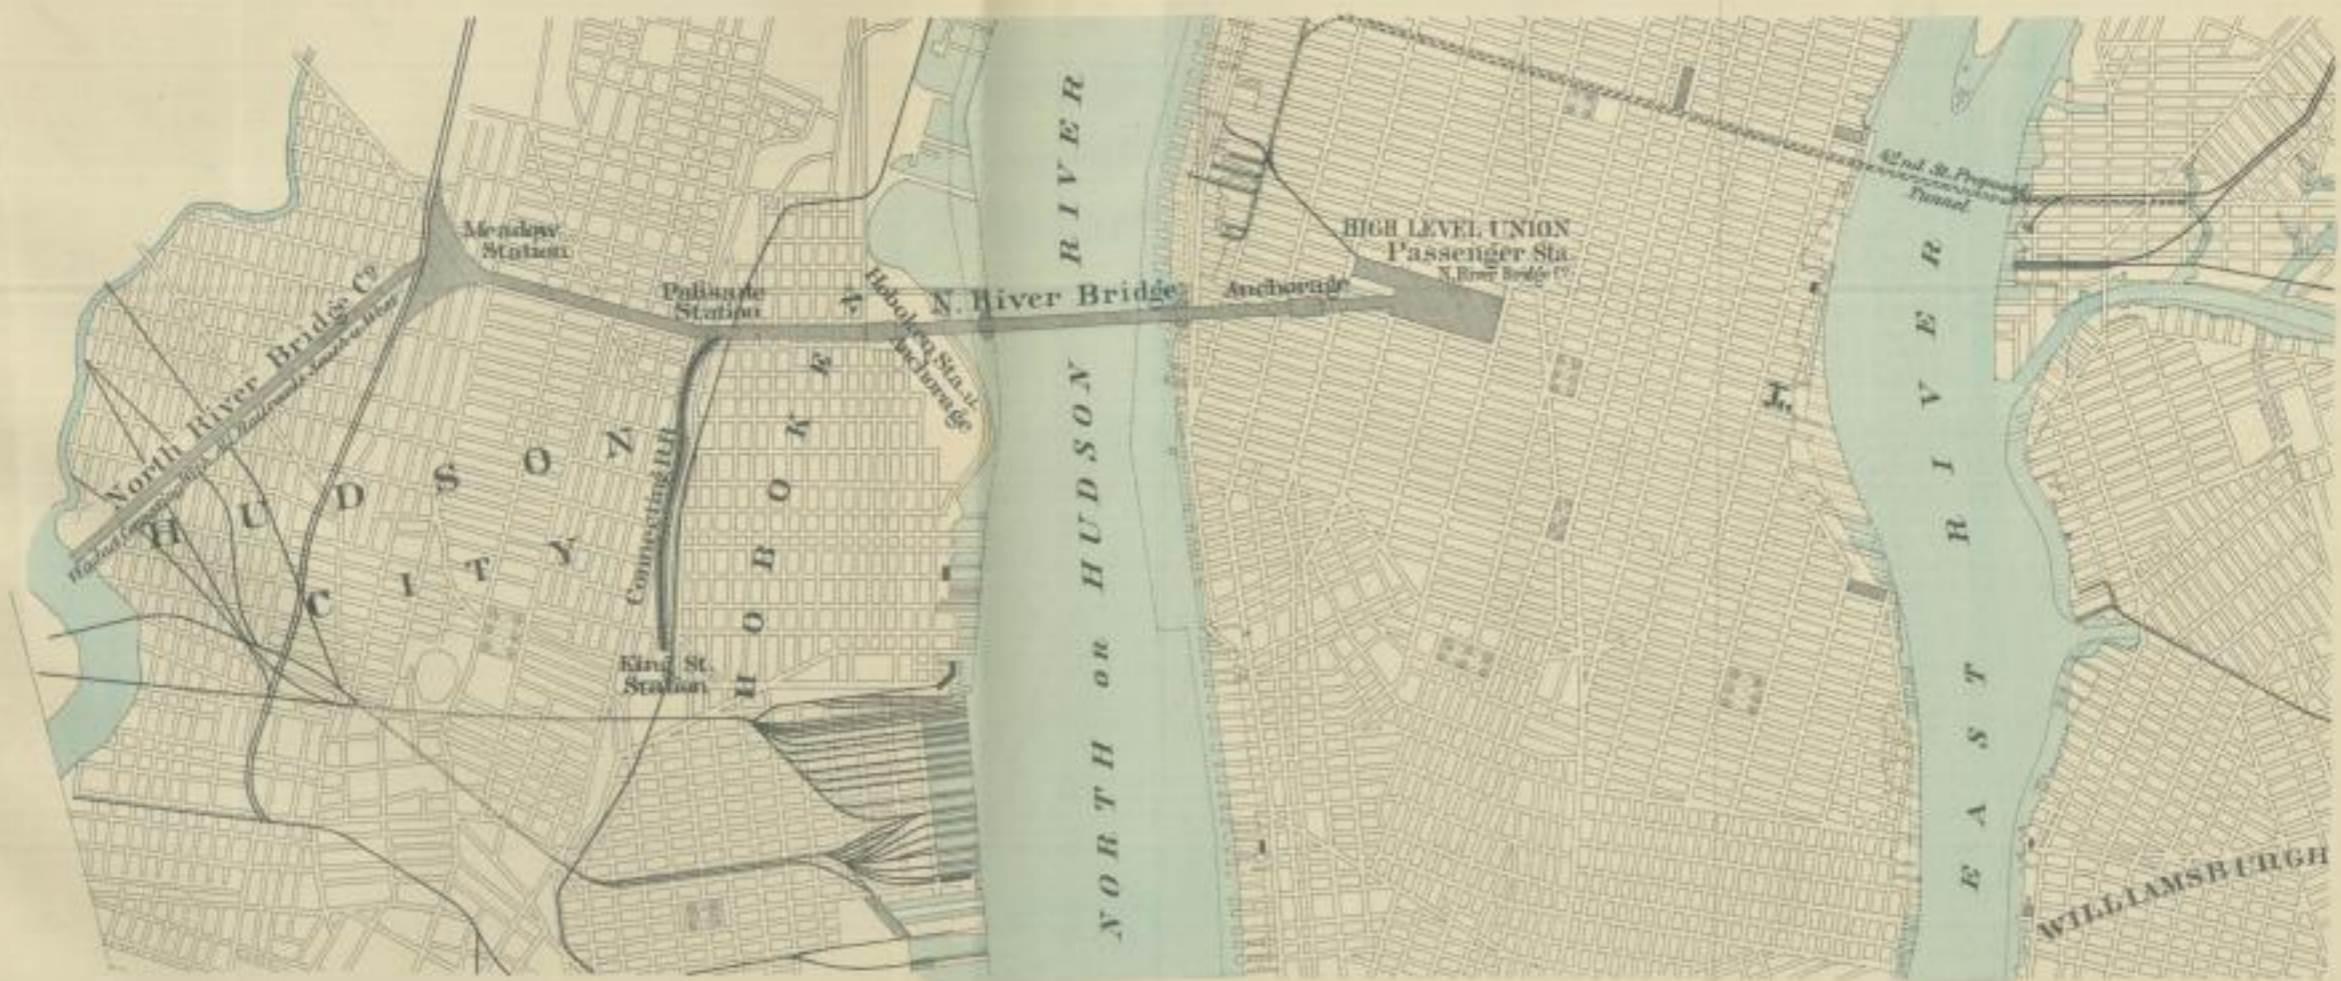 North River Bridge Co
Meadow
Station
Palisade
Station
HUDSON
CITY
Connecting RR
King St.
Station
HOBOKEN
Hoboken Sta.
Anchorage
N. River Bridge
NORTH OR HUDSON RIVER
Anchorage
HIGH LEVEL UNION
Passenger Sta.
N. River Bridge Co
42nd. St. Proposed
Tunnel
EAST RIVER
WILLIAMSBURGH